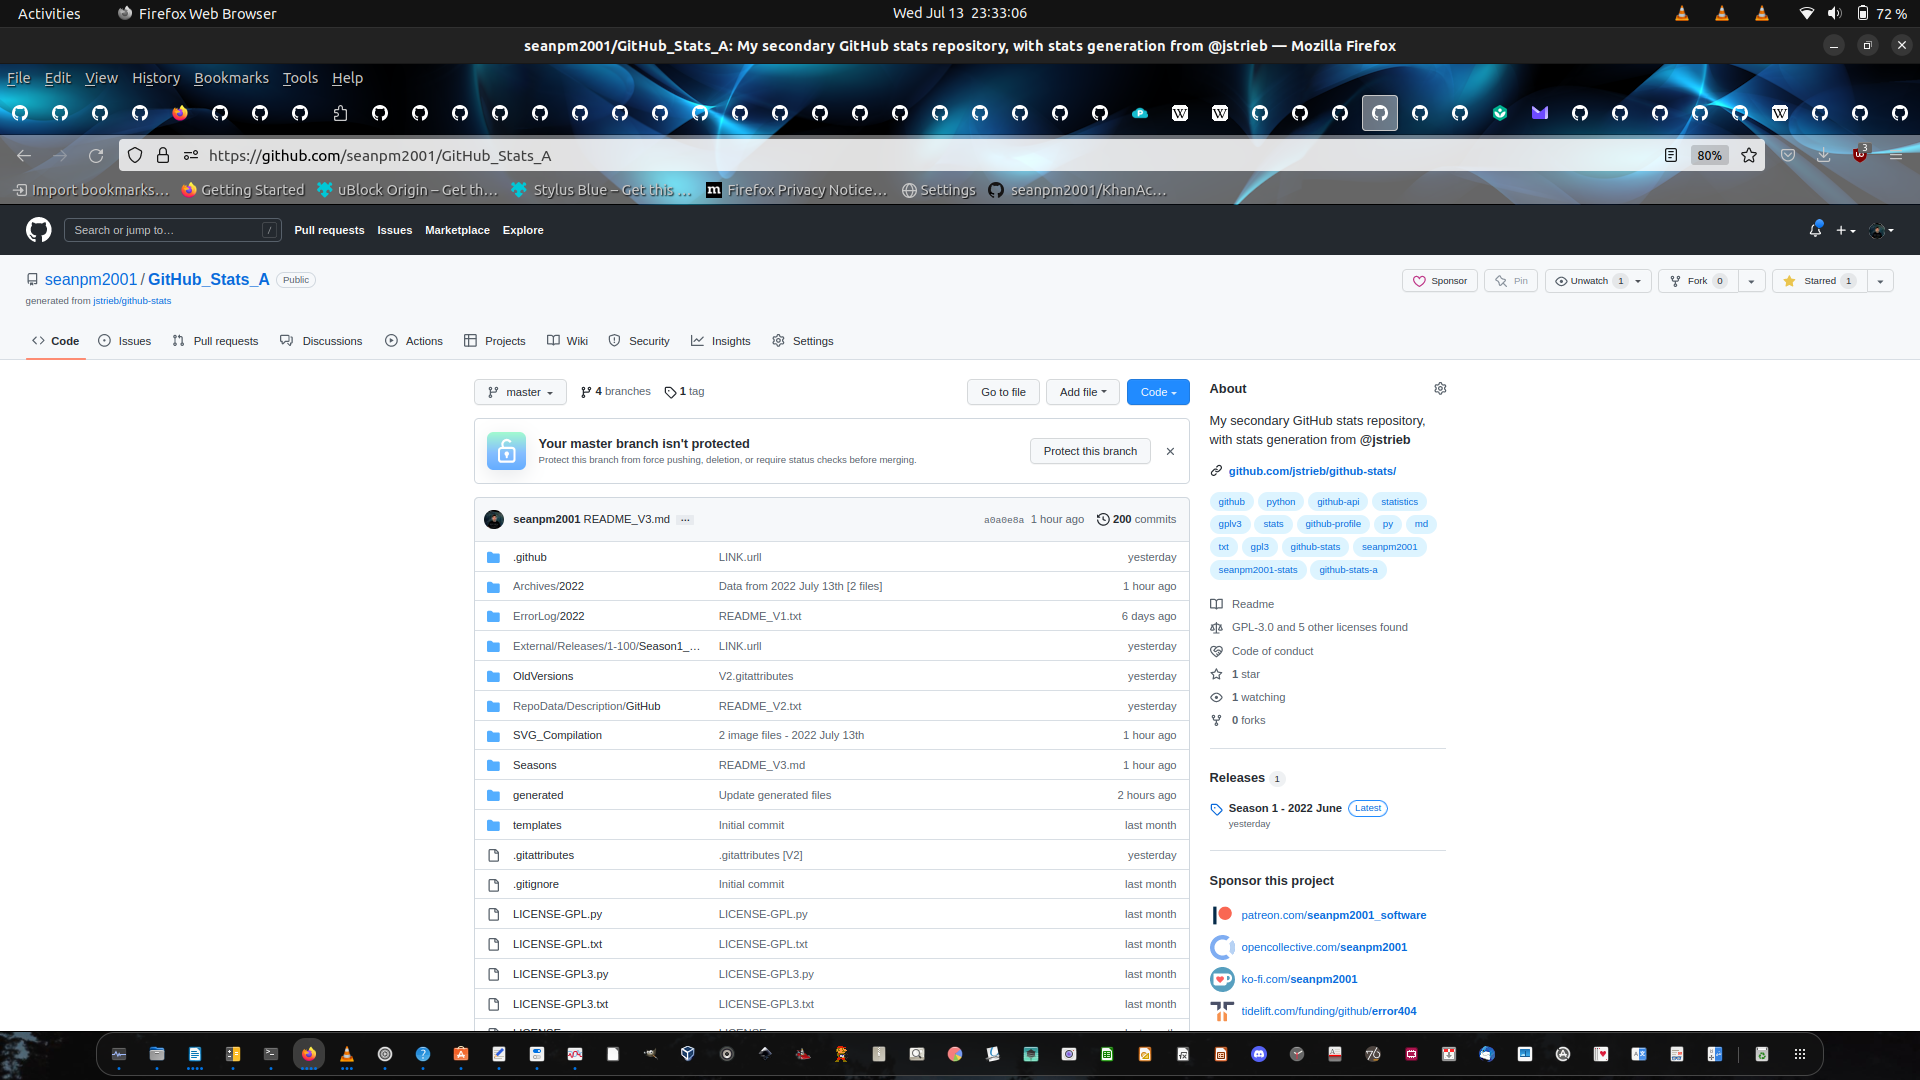 Activities Firefox Web Browser Wed Jul 13 23:33:06 72 %
seanpm2001/GitHub_Stats_A: My secondary GitHub stats repository, with stats generation from @jstrieb — Mozilla Firefox
File Edit View History Bookmarks Tools Help
https://github.com/seanpm2001/GitHub_Stats_A 80% 3
Import bookmarks… Getting Started uBlock Origin – Get th… Stylus Blue – Get this … Firefox Privacy Notice… Settings seanpm2001/KhanAc…
Search or jump to… / Pull requests Issues Marketplace Explore
seanpm2001 / GitHub_Stats_A Public Sponsor Pin Unwatch 1 Fork 0 Starred 1
generated from jstrieb/github-stats
Code Issues Pull requests Discussions Actions Projects Wiki Security Insights Settings
master 4 branches 1 tag Go to file Add file Code
Your master branch isn't protected
Protect this branch from force pushing, deletion, or require status checks before merging.
Protect this branch
seanpm2001 README_V3.md ... a0a0e8a 1 hour ago 200 commits
.github LINK.urll yesterday
Archives/2022 Data from 2022 July 13th [2 files] 1 hour ago
ErrorLog/2022 README_V1.txt 6 days ago
External/Releases/1-100/Season1_… LINK.urll yesterday
OldVersions V2.gitattributes yesterday
RepoData/Description/GitHub README_V2.txt yesterday
SVG_Compilation 2 image files - 2022 July 13th 1 hour ago
Seasons README_V3.md 1 hour ago
generated Update generated files 2 hours ago
templates Initial commit last month
.gitattributes .gitattributes [V2] yesterday
.gitignore Initial commit last month
LICENSE-GPL.py LICENSE-GPL.py last month
LICENSE-GPL.txt LICENSE-GPL.txt last month
LICENSE-GPL3.py LICENSE-GPL3.py last month
LICENSE-GPL3.txt LICENSE-GPL3.txt last month
About
My secondary GitHub stats repository,
with stats generation from @jstrieb
github.com/jstrieb/github-stats/
github python github-api statistics
gplv3 stats github-profile py md
txt gpl3 github-stats seanpm2001
seanpm2001-stats github-stats-a
Readme
GPL-3.0 and 5 other licenses found
Code of conduct
1 star
1 watching
0 forks
Releases 1
Season 1 - 2022 June Latest
yesterday
Sponsor this project
patreon.com/seanpm2001_software
opencollective.com/seanpm2001
ko-fi.com/seanpm2001
tidelift.com/funding/github/error404